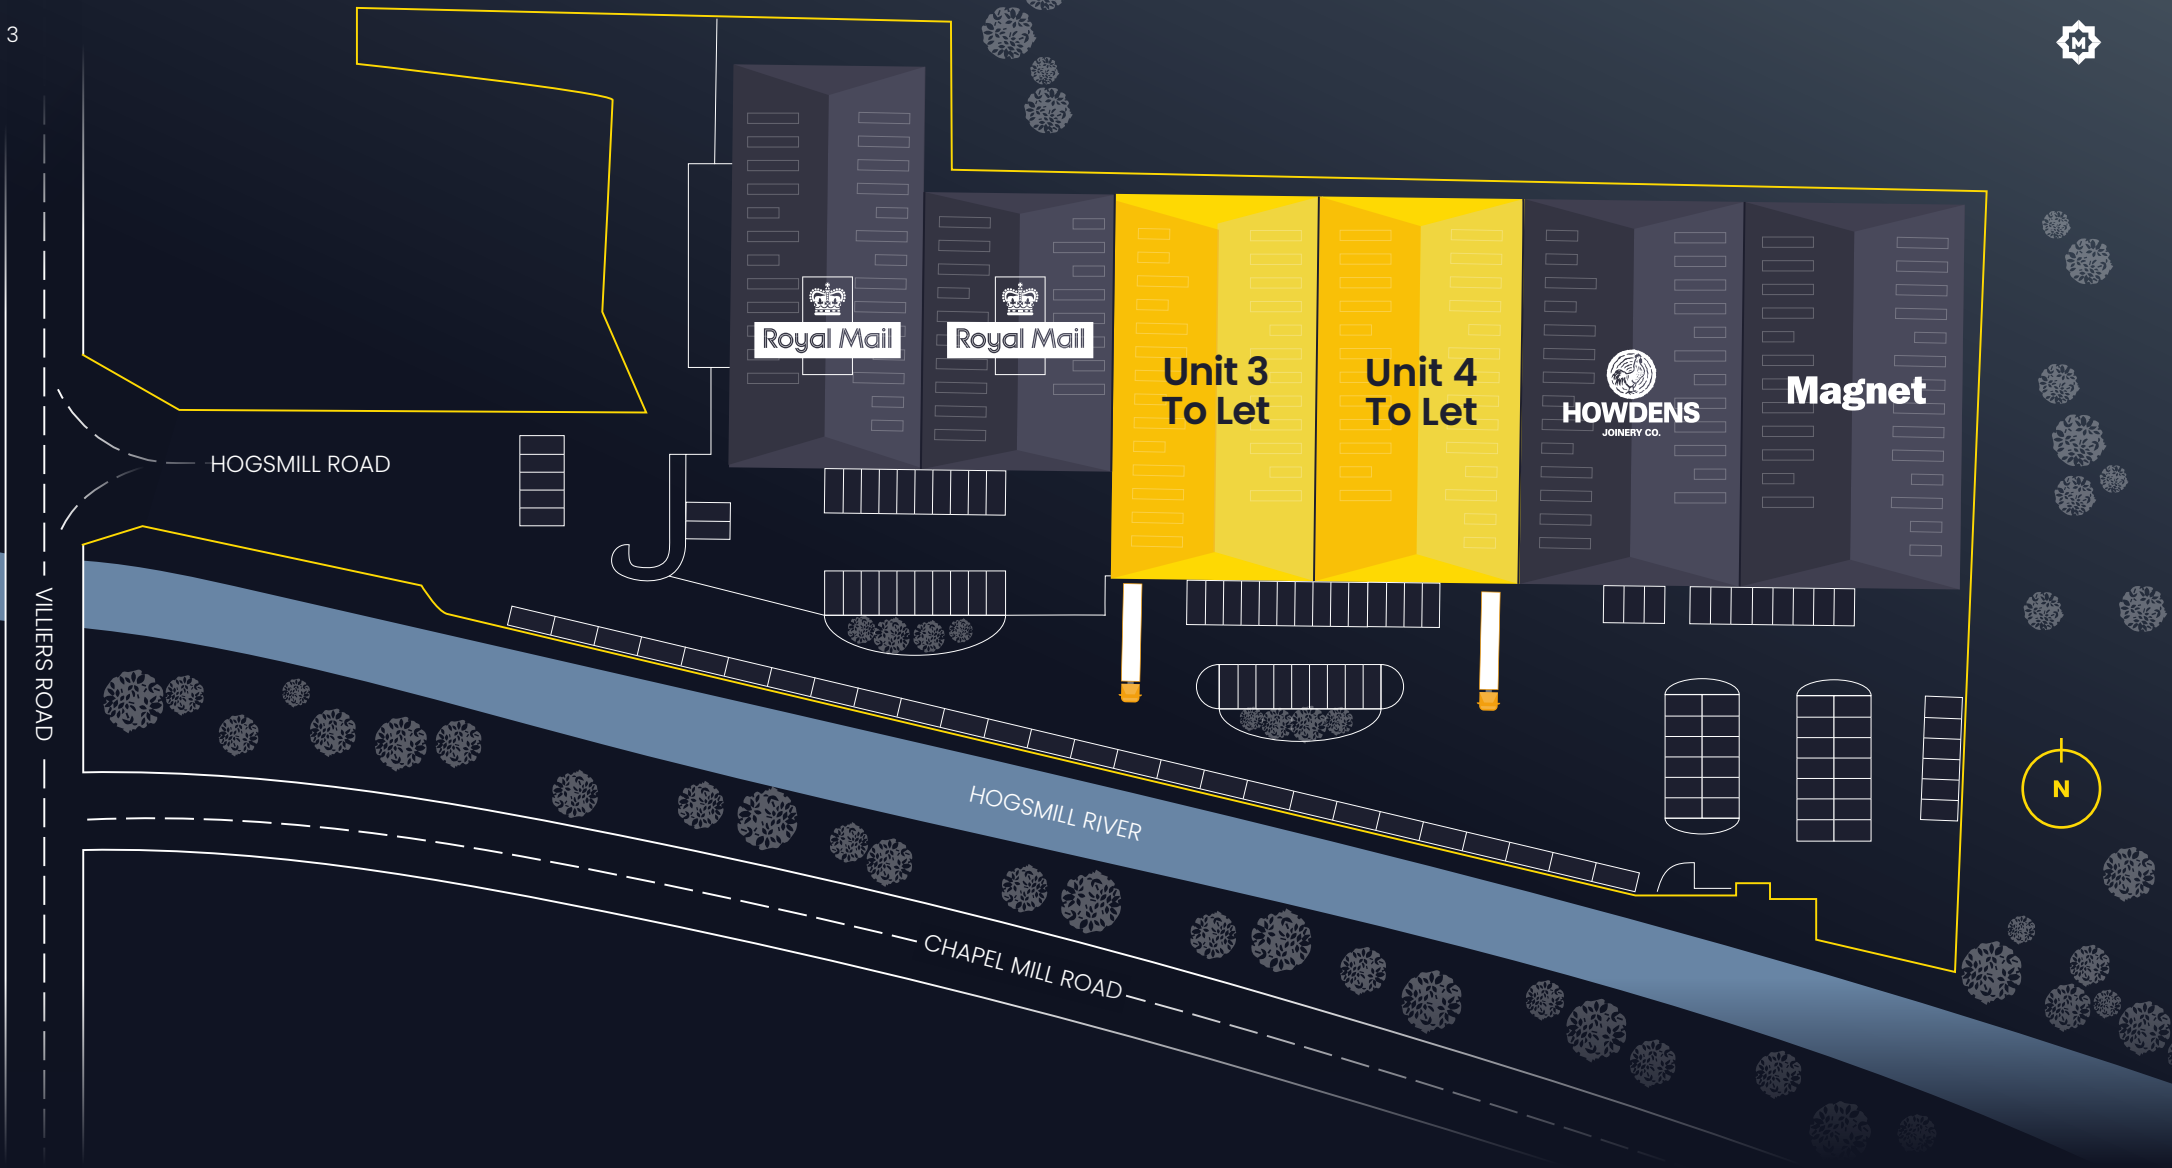 3
M
Royal Mail
Royal Mail
Unit 3
To Let
Unit 4
To Let
HOWDENS
JOINERY CO.
Magnet
HOGSMILL ROAD
VILLIERS ROAD
HOGSMILL RIVER
N
CHAPEL MILL ROAD